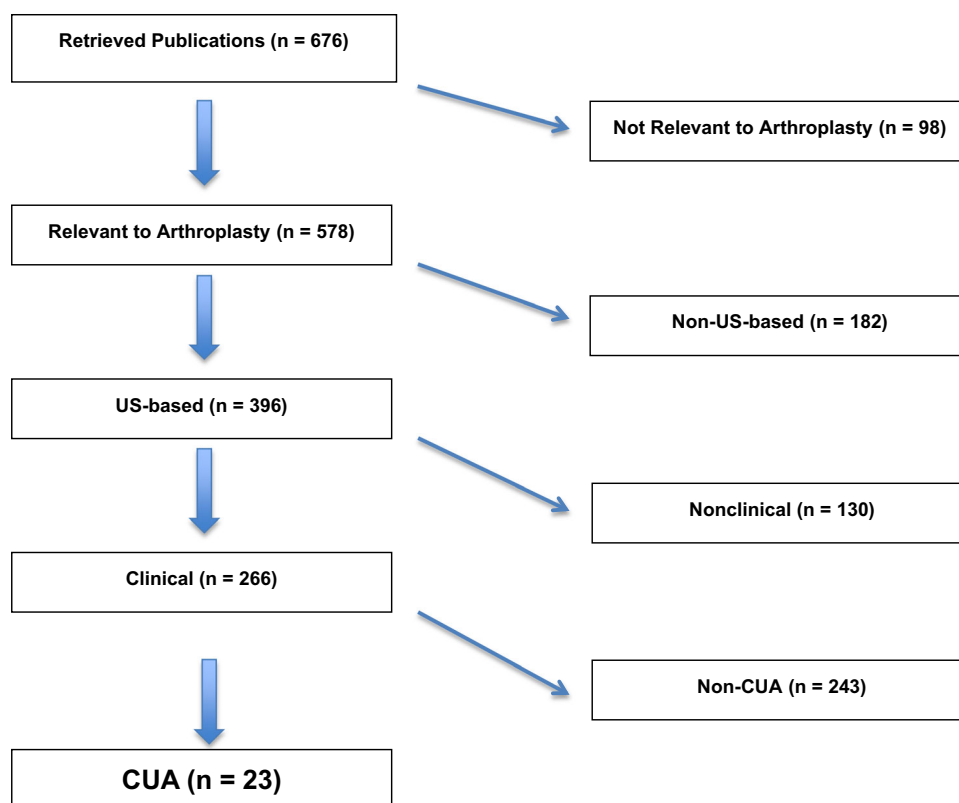 Retrieved Publications (n = 676)
Not Relevant to Arthroplasty (n = 98)
Relevant to Arthroplasty (n = 578)
Non-US-based (n = 182)
US-based (n = 396)
Nonclinical (n = 130)
Clinical (n = 266)
Non-CUA (n = 243)
CUA (n = 23)